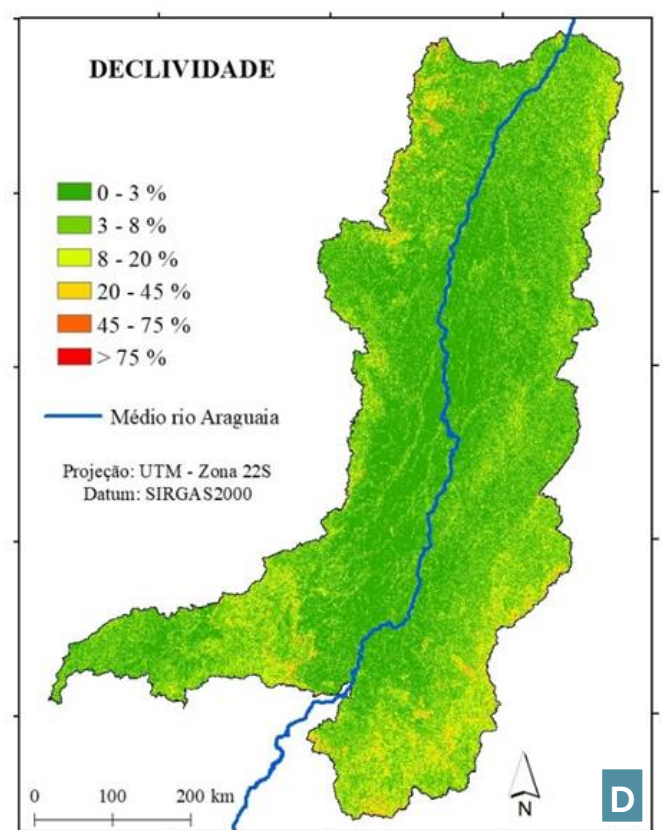 DECLIVIDADE
0 - 3 %
3 - 8 %
8 - 20 %
20 - 45 %
45 - 75 %
> 75 %
Médio rio Araguaia
Projeção: UTM - Zona 22S
Datum: SIRGAS2000
0 100 200 km
N
D